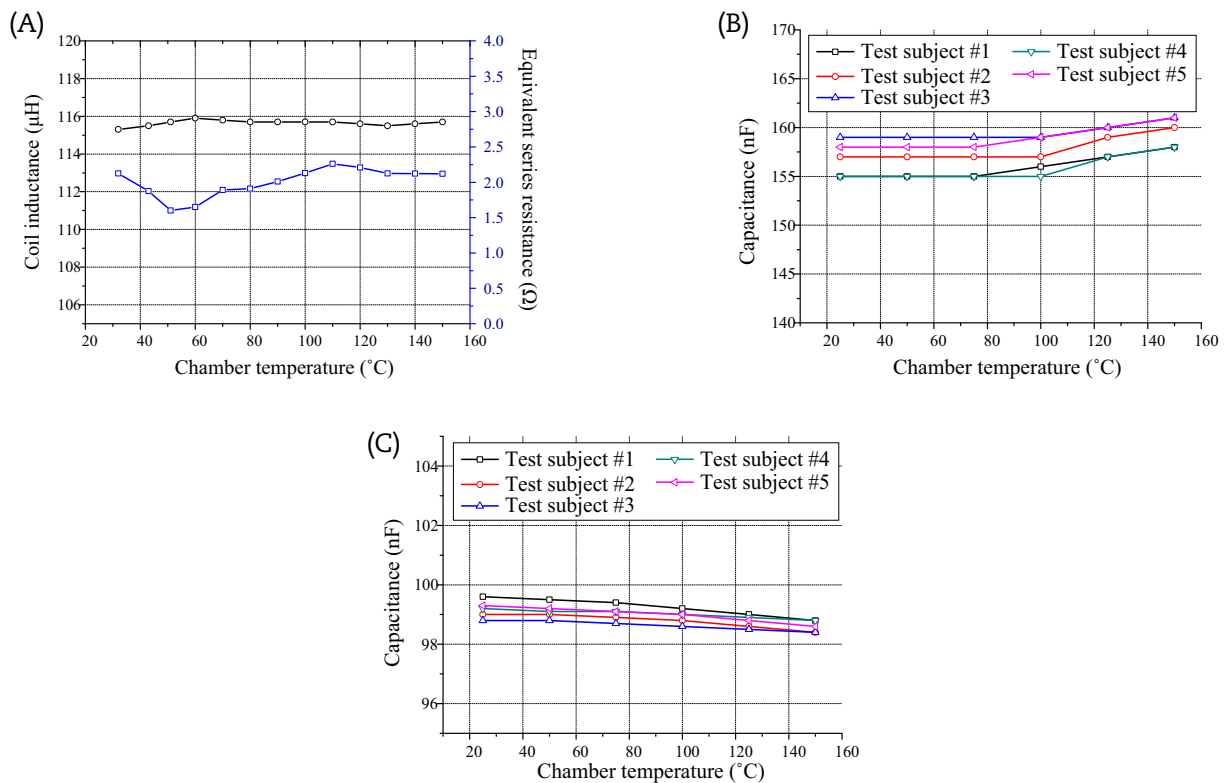 (A)
120
118
116
114
112
110
108
106
Coil inductance (µH)
4.0
3.5
3.0
2.5
2.0
1.5
1.0
0.5
0.0
Equivalent series resistance (Ω)
20 40 60 80 100 120 140 160
Chamber temperature (˚C)
(B)
170
165
160
155
150
145
140
Capacitance (nF)
Test subject #1
Test subject #2
Test subject #3
Test subject #4
Test subject #5
20 40 60 80 100 120 140 160
Chamber temperature (˚C)
(C)
104
102
100
98
96
Capacitance (nF)
Test subject #1
Test subject #2
Test subject #3
Test subject #4
Test subject #5
20 40 60 80 100 120 140 160
Chamber temperature (˚C)